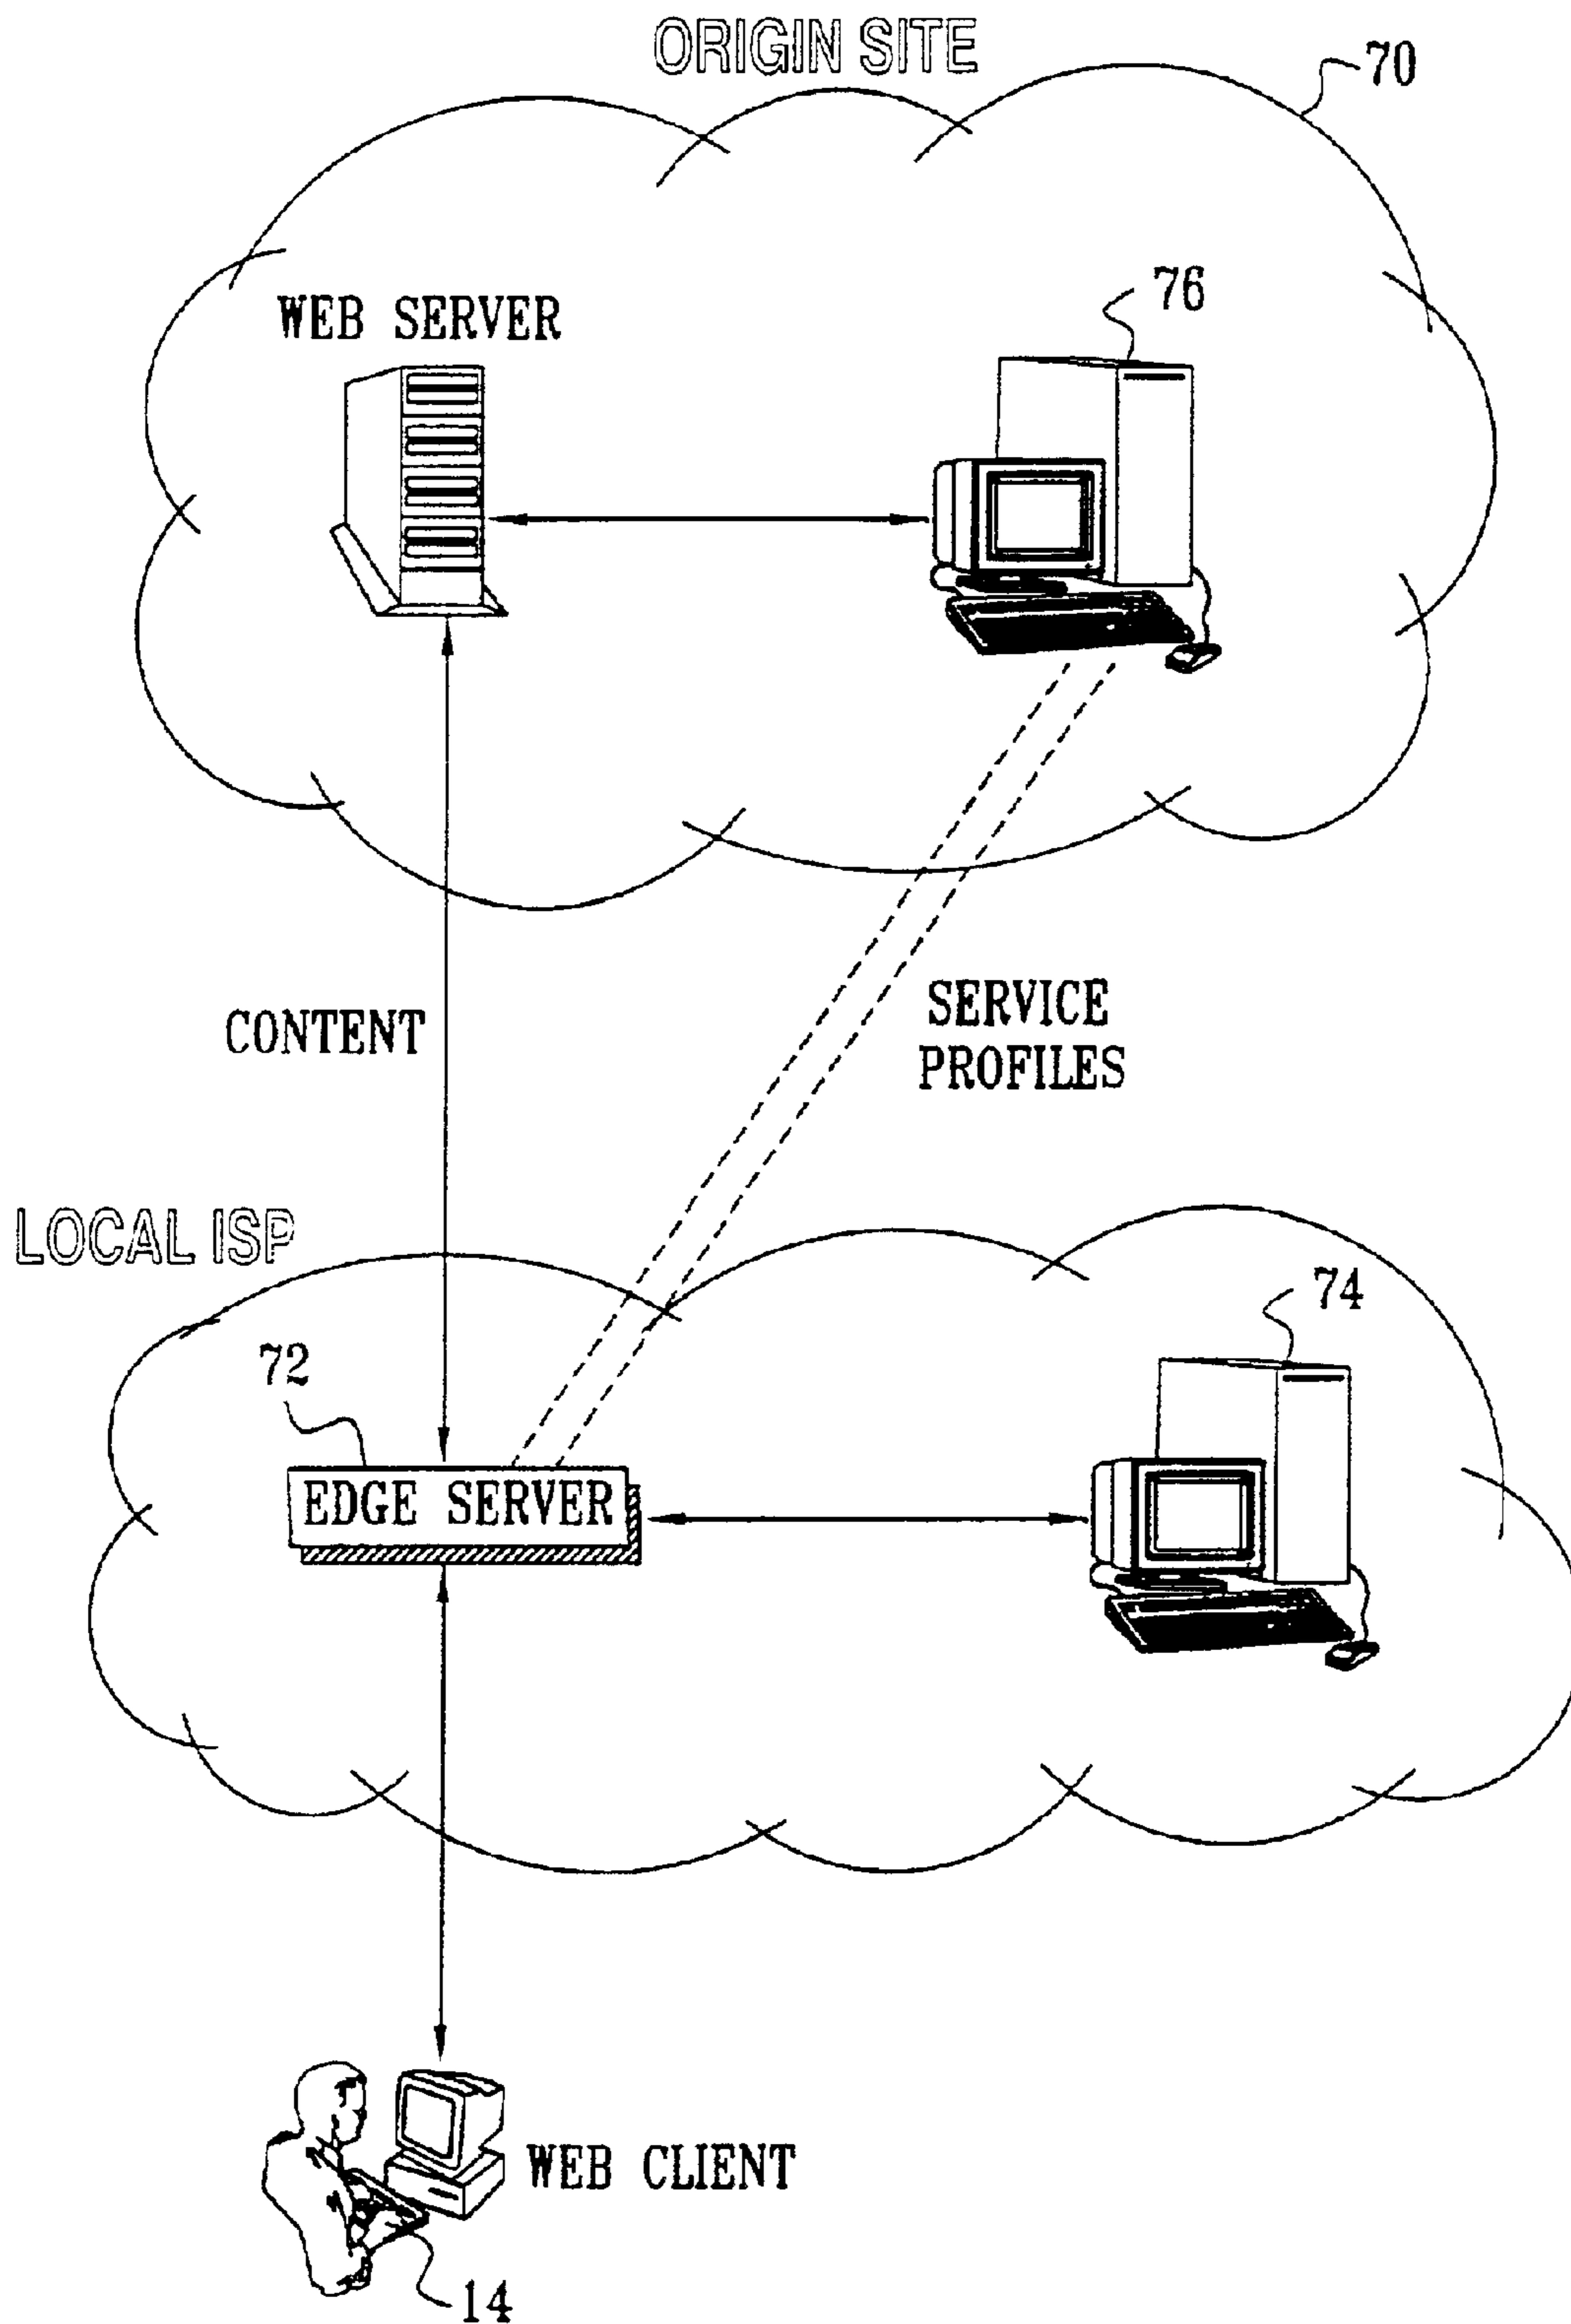 ORIGIN SITE
70
76
WEB SERVER
CONTENT
SERVICE
PROFILES
LOCAL ISP
74
72
EDGE SERVER
WEB CLIENT
14